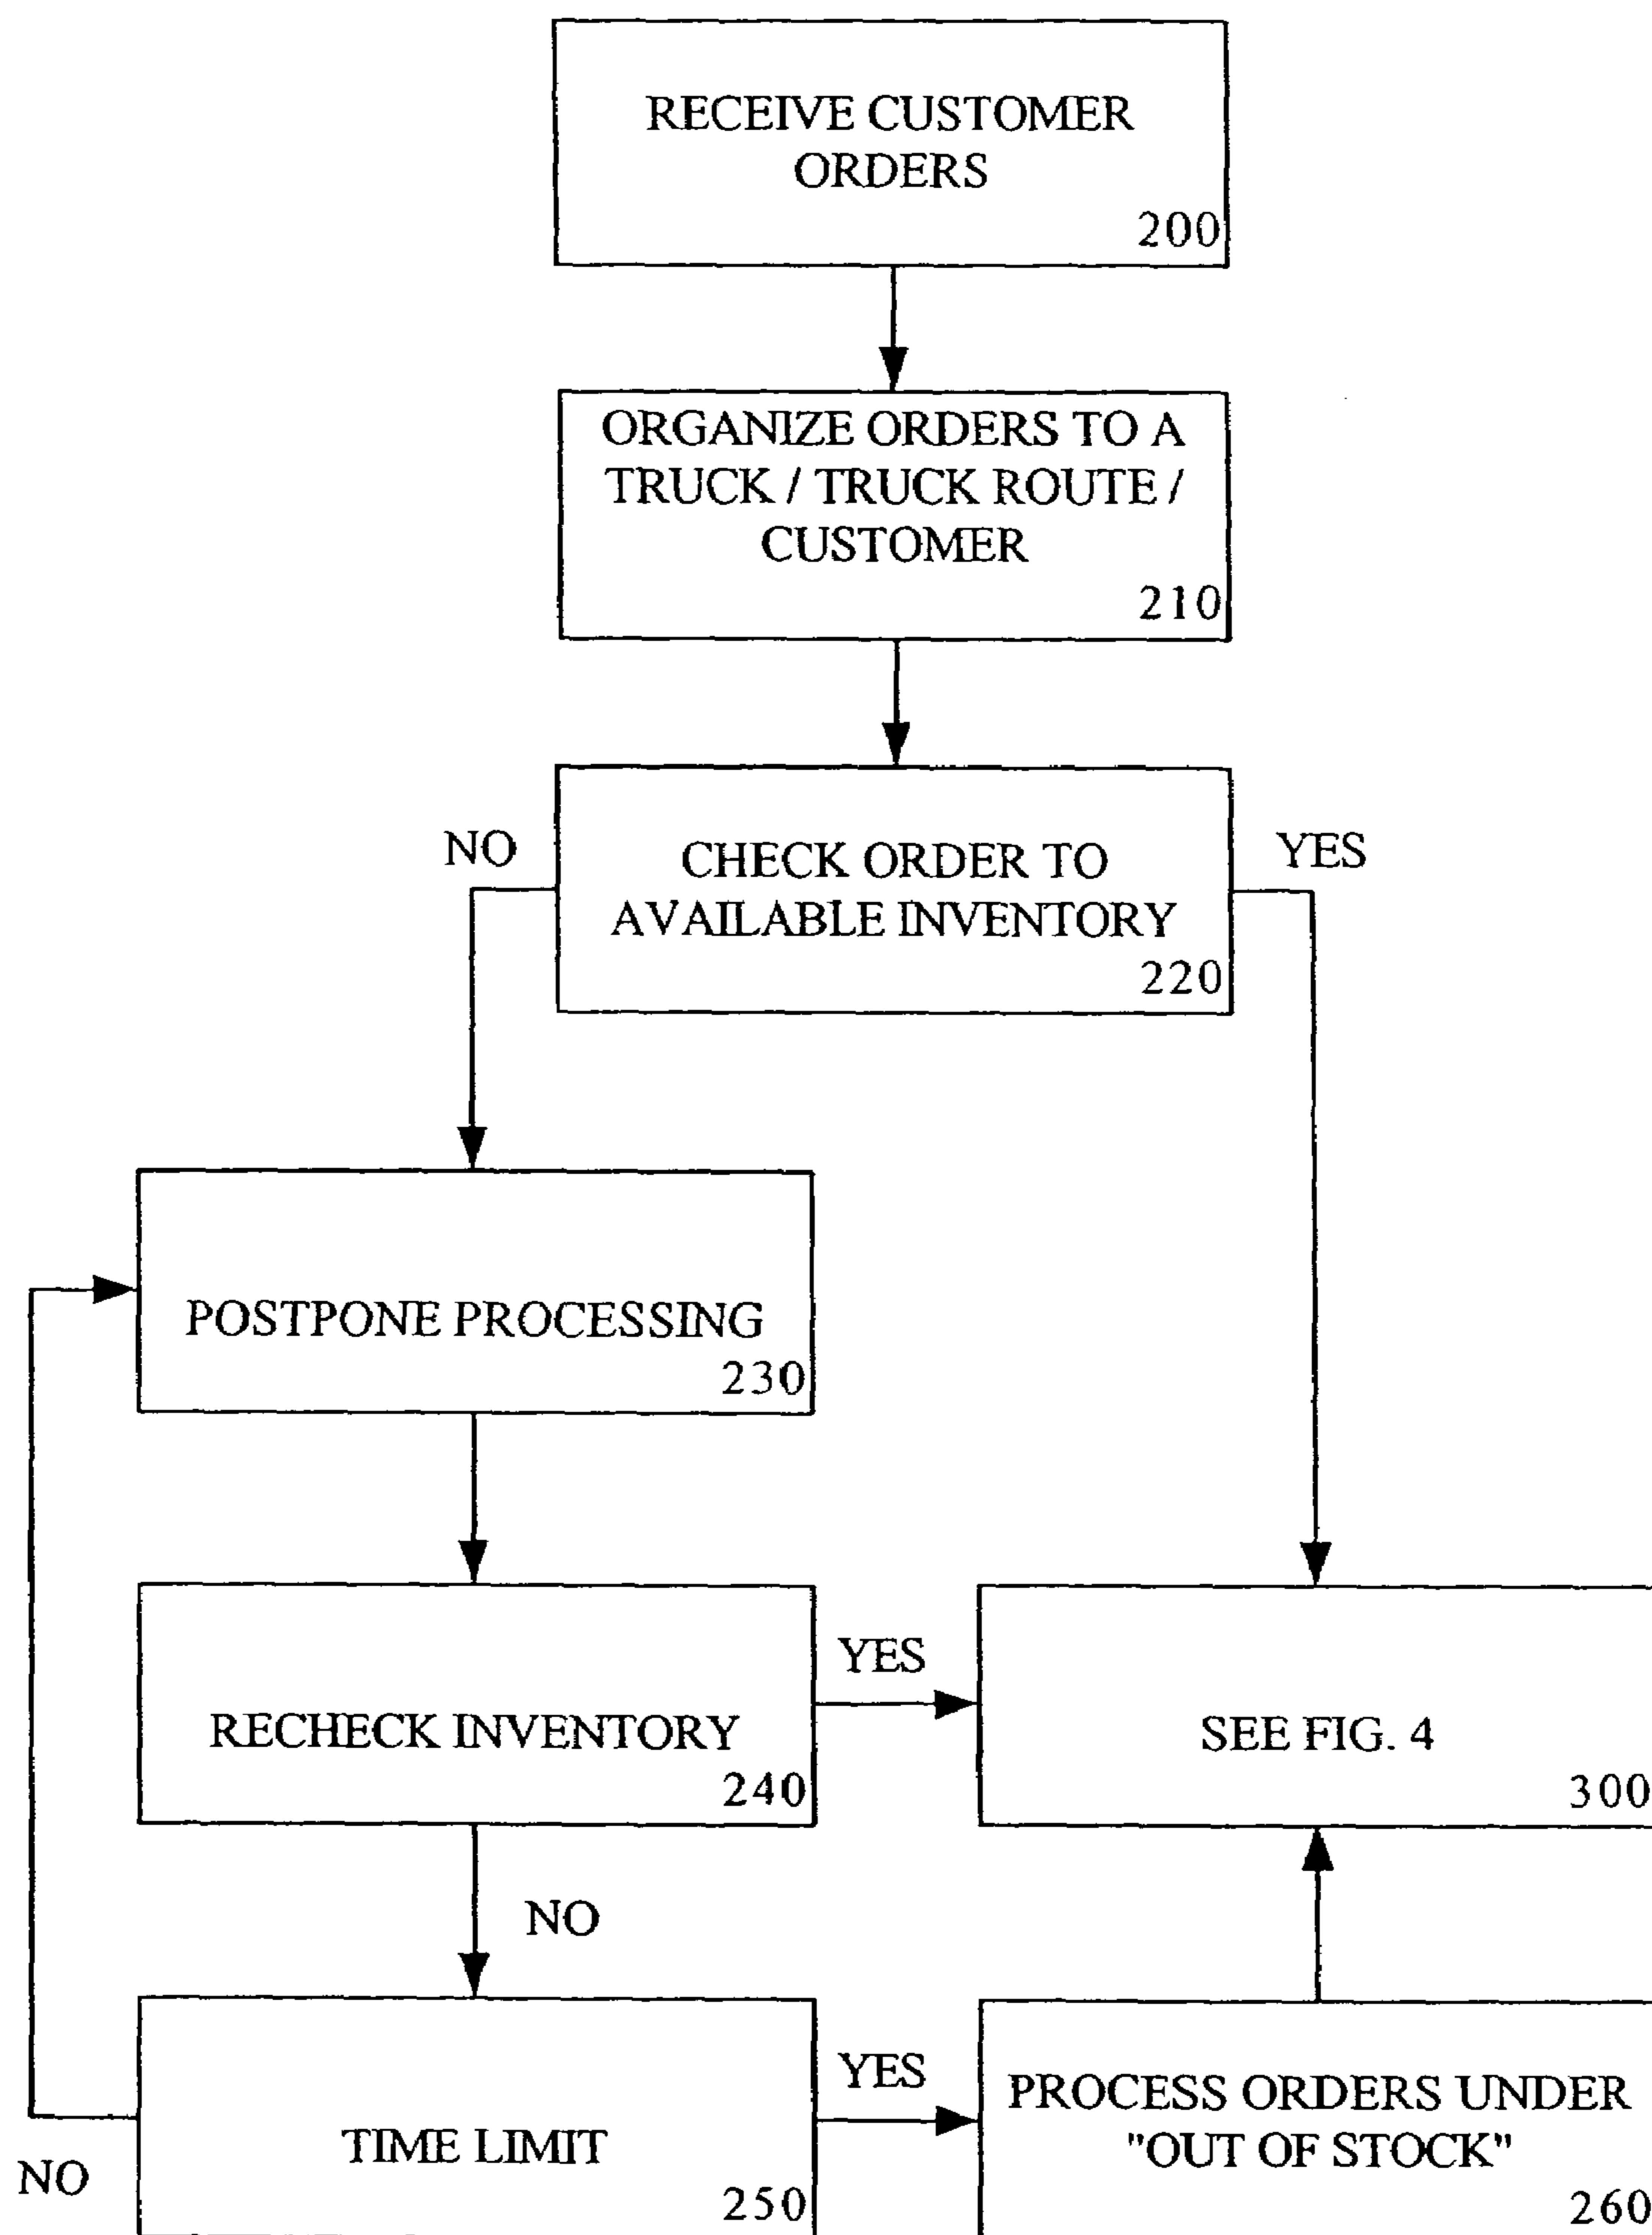 RECEIVE CUSTOMER
ORDERS
200
ORGANIZE ORDERS TO A
TRUCK / TRUCK ROUTE /
CUSTOMER
210
NO
YES
CHECK ORDER TO
AVAILABLE INVENTORY
220
POSTPONE PROCESSING
230
RECHECK INVENTORY
240
YES
SEE FIG. 4
300
NO
TIME LIMIT
250
NO
YES
PROCESS ORDERS UNDER
"OUT OF STOCK"
260